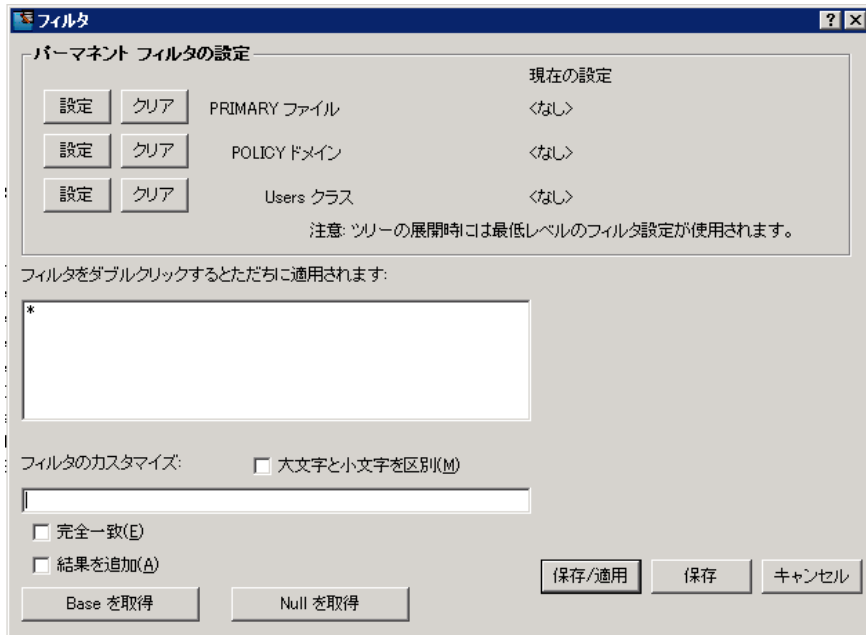 フィルタ
パーマネント フィルタの設定
現在の設定
設定 クリア PRIMARY ファイル <なし>
設定 クリア POLICY ドメイン <なし>
設定 クリア Users クラス <なし>
注意: ツリーの展開時には最低レベルのフィルタ設定が使用されます。
フィルタをダブルクリックするとただちに適用されます:
*
フィルタのカスタマイズ: 大文字と小文字を区別(M)
完全一致(E)
結果を追加(A)
保存/適用 保存 キャンセル
Base を取得 Null を取得